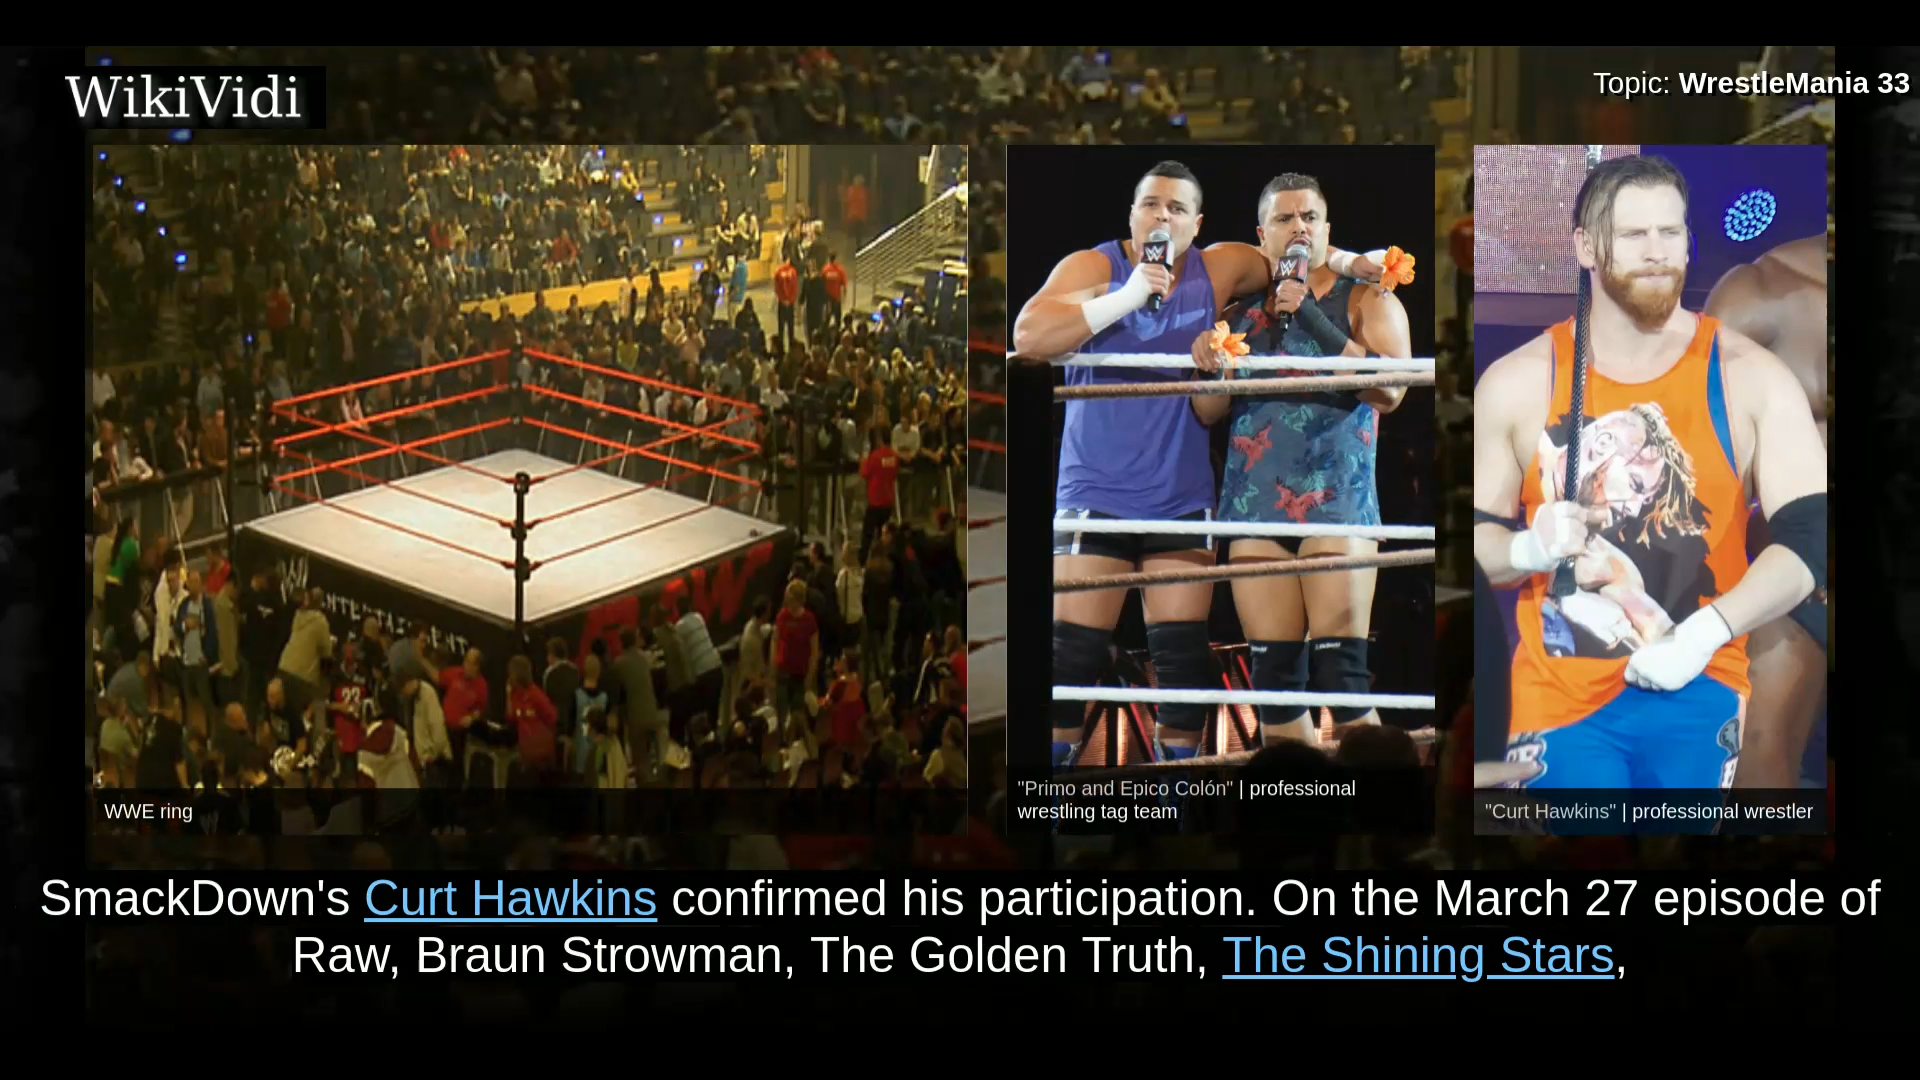 WikiVidi
Topic: WrestleMania 33
WWE ring
"Primo and Epico Colón" | professional
wrestling tag team
"Curt Hawkins" | professional wrestler
SmackDown's Curt Hawkins confirmed his participation. On the March 27 episode of
Raw, Braun Strowman, The Golden Truth, The Shining Stars,